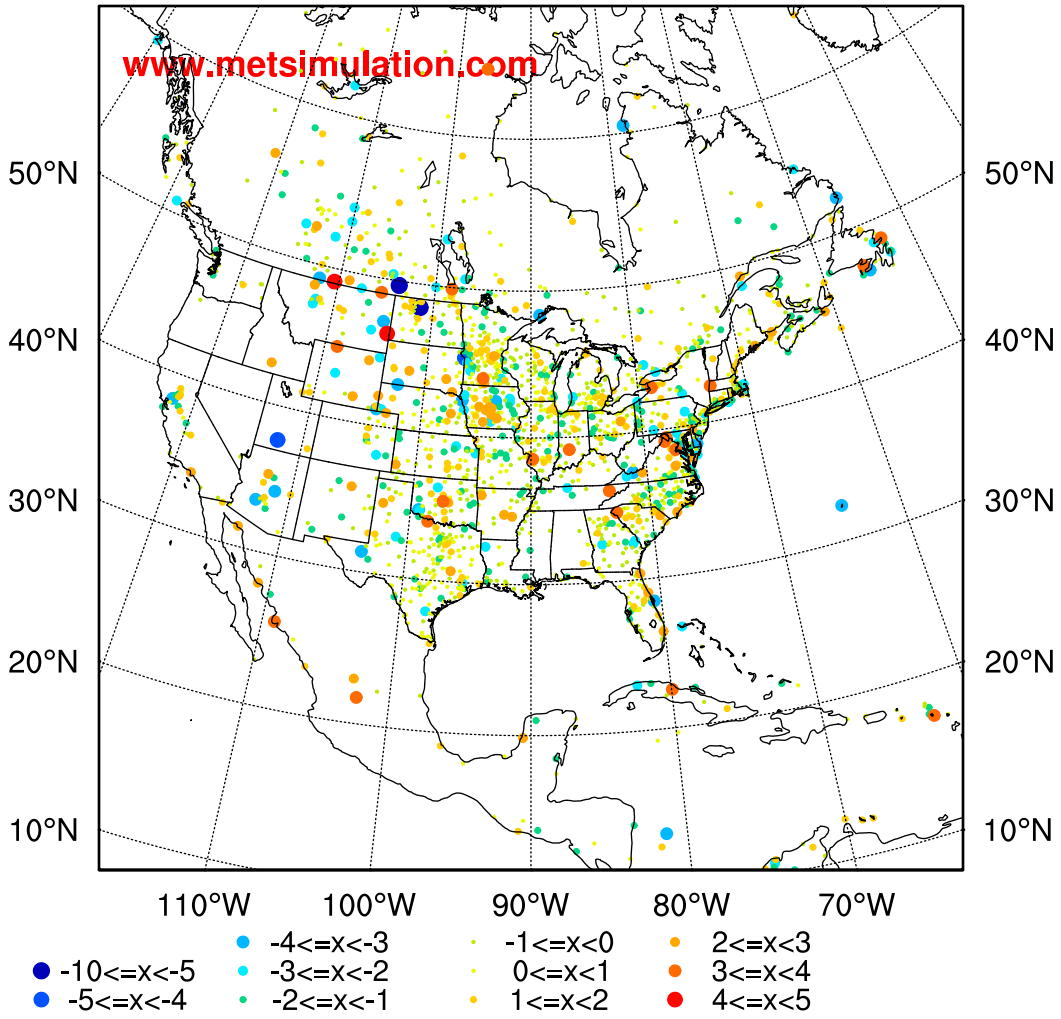 www.metsimulation.com
50°N 50°N
40°N 40°N
30°N 30°N
20°N 20°N
10°N 10°N
110°W 100°W 90°W 80°W 70°W
-4<=x<-3 -1<=x<0 2<=x<3
-10<=x<-5 -3<=x<-2 0<=x<1 3<=x<4
-5<=x<-4 -2<=x<-1 1<=x<2 4<=x<5